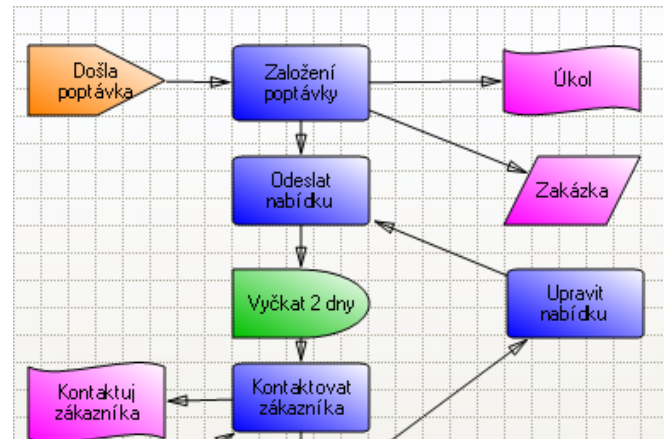 Došla
poptávka
Založení
poptávky
Úkol
Odeslat
nabídku
Zakázka
Vyčkat 2 dny
Upravit
nabídku
Kontaktuj
zákazníka
Kontaktovat
zákazníka